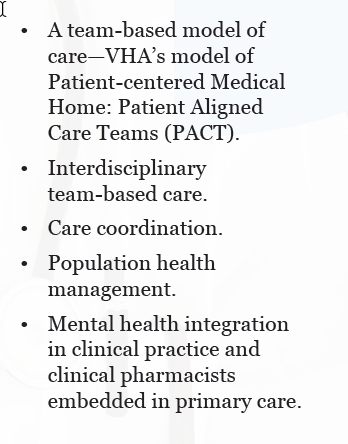 • A team-based model of
care—VHA’s model of
Patient-centered Medical
Home: Patient Aligned
Care Teams (PACT).
• Interdisciplinary
team-based care.
• Care coordination.
• Population health
management.
• Mental health integration
in clinical practice and
clinical pharmacists
embedded in primary care.